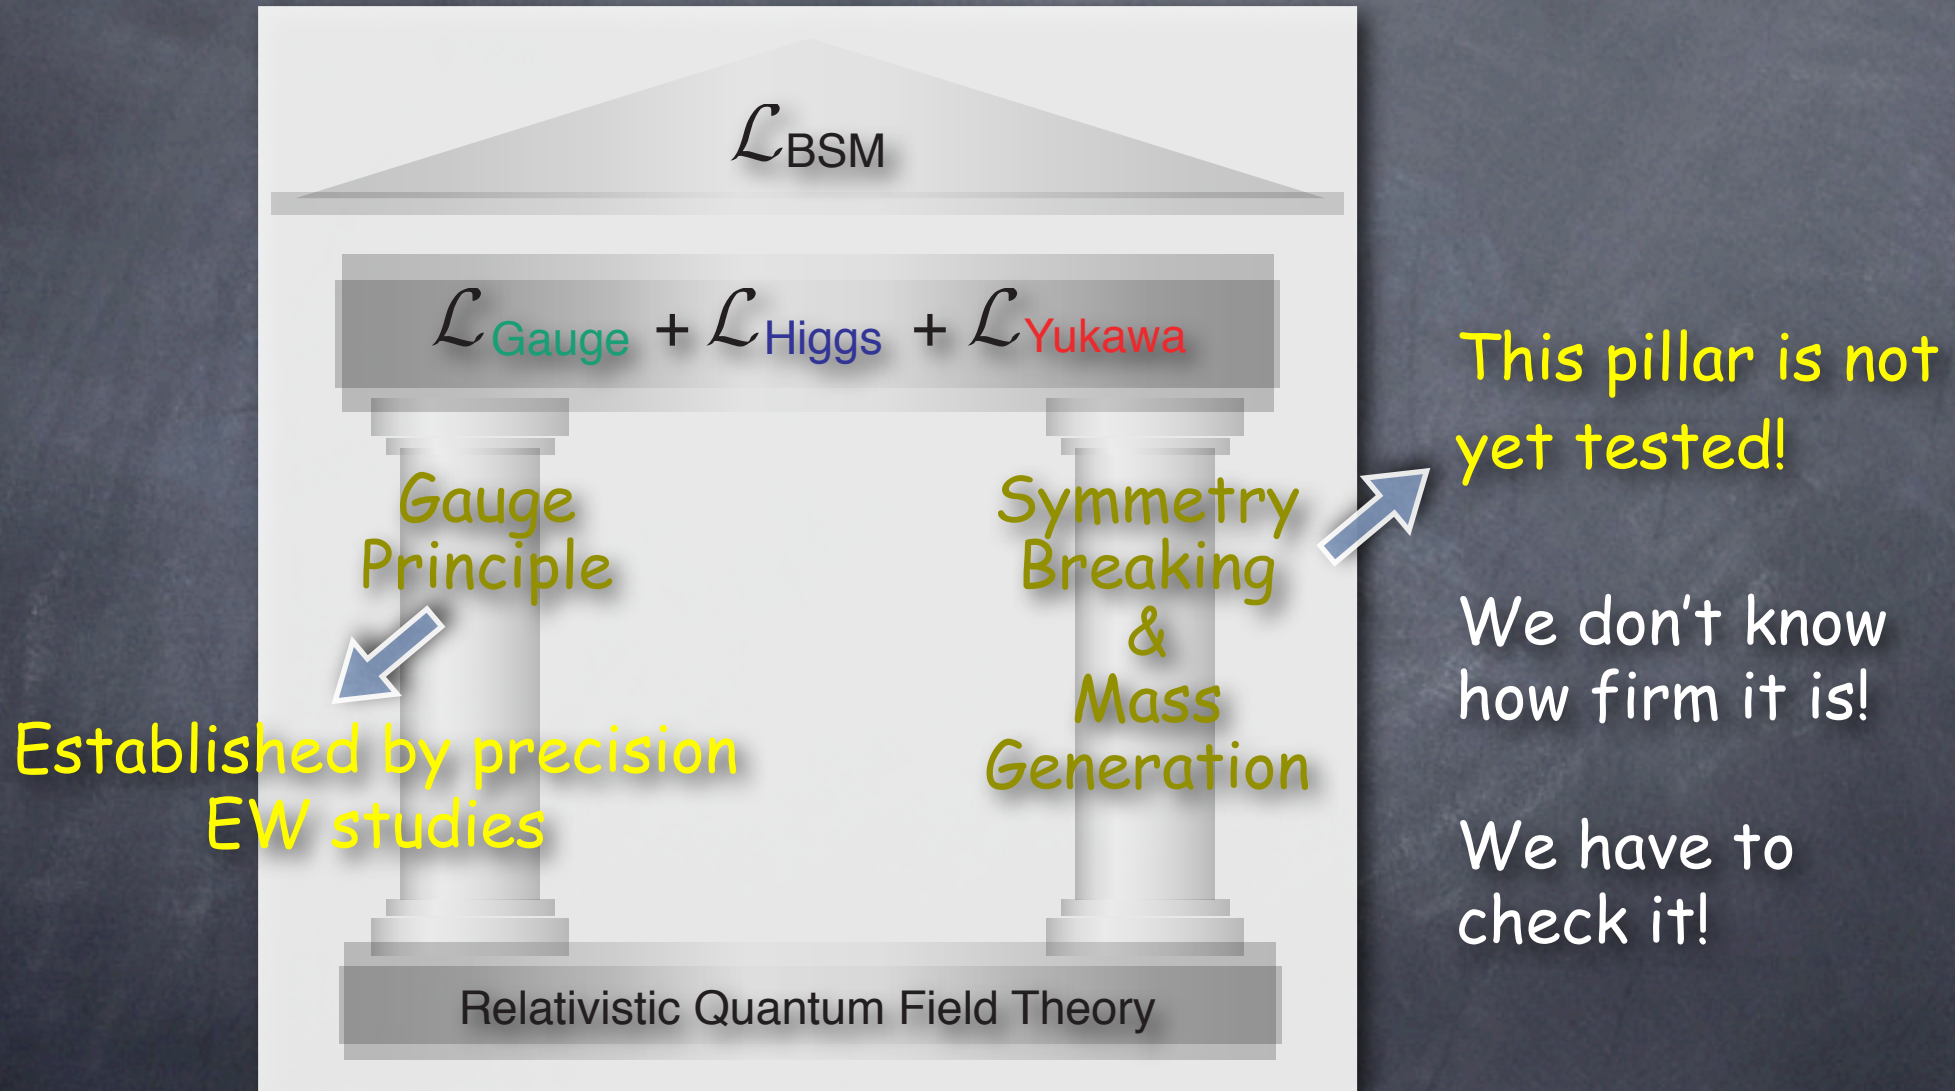 ℒBSM
ℒGauge + ℒHiggs + ℒYukawa
Gauge
Principle
Established by precision
EW studies
Symmetry
Breaking
&
Mass
Generation
This pillar is not
yet tested!
We don't know
how firm it is!
We have to
check it!
Relativistic Quantum Field Theory